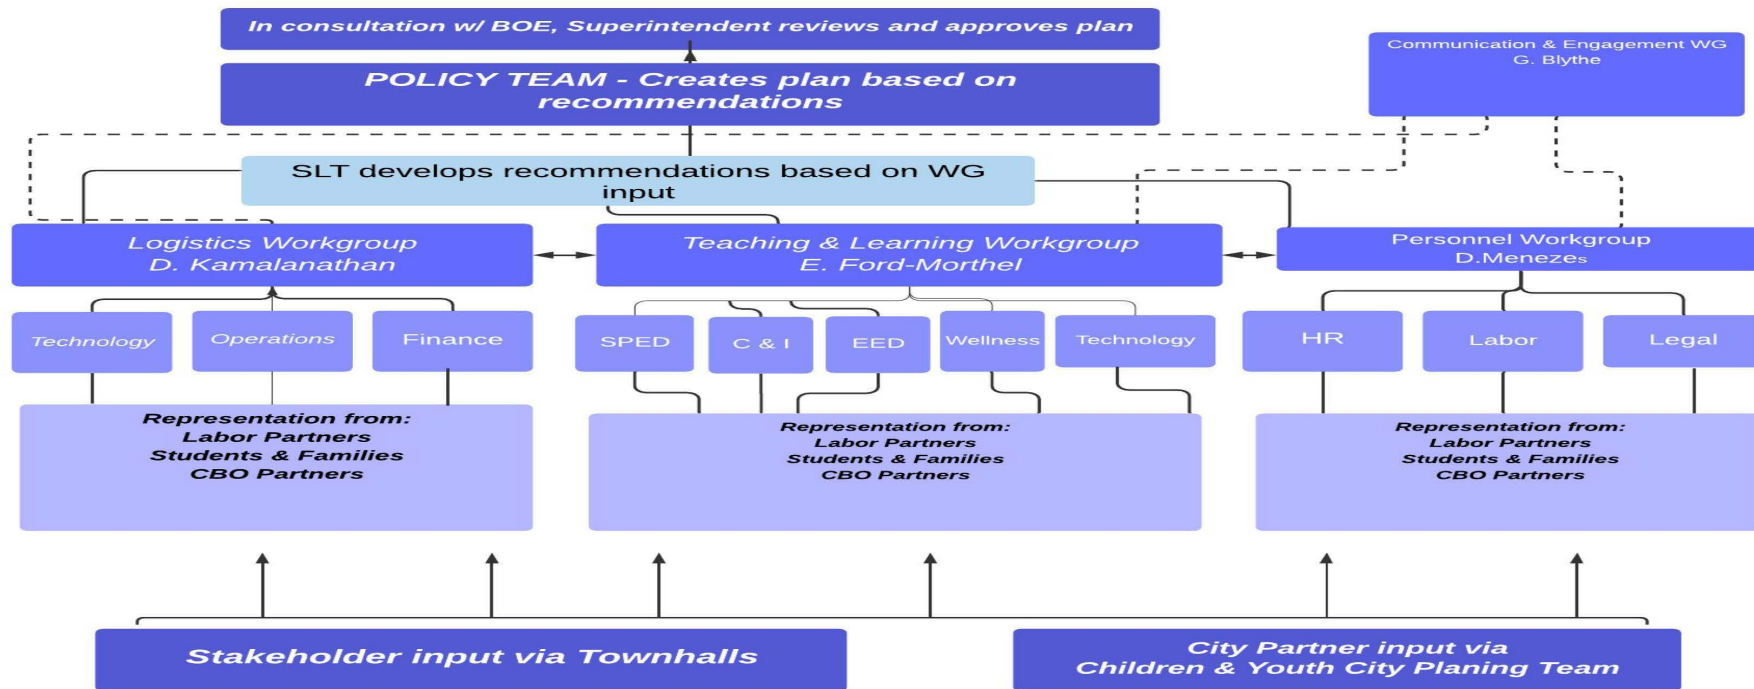 In consultation w/ BOE, Superintendent reviews and approves plan
Communication & Engagement WG
G. Blythe
POLICY TEAM - Creates plan based on
recommendations
SLT develops recommendations based on WG
input
Logistics Workgroup
D. Kamalanathan
Teaching & Learning Workgroup
E. Ford-Morthel
Personnel Workgroup
D.Menezes
Technology
Operations
Finance
SPED
C & I
EED
Wellness
Technology
HR
Labor
Legal
Representation from:
Labor Partners
Students & Families
CBO Partners
Representation from:
Labor Partners
Students & Families
CBO Partners
Representation from:
Labor Partners
Students & Families
CBO Partners
Stakeholder input via Townhalls
City Partner input via
Children & Youth City Planing Team